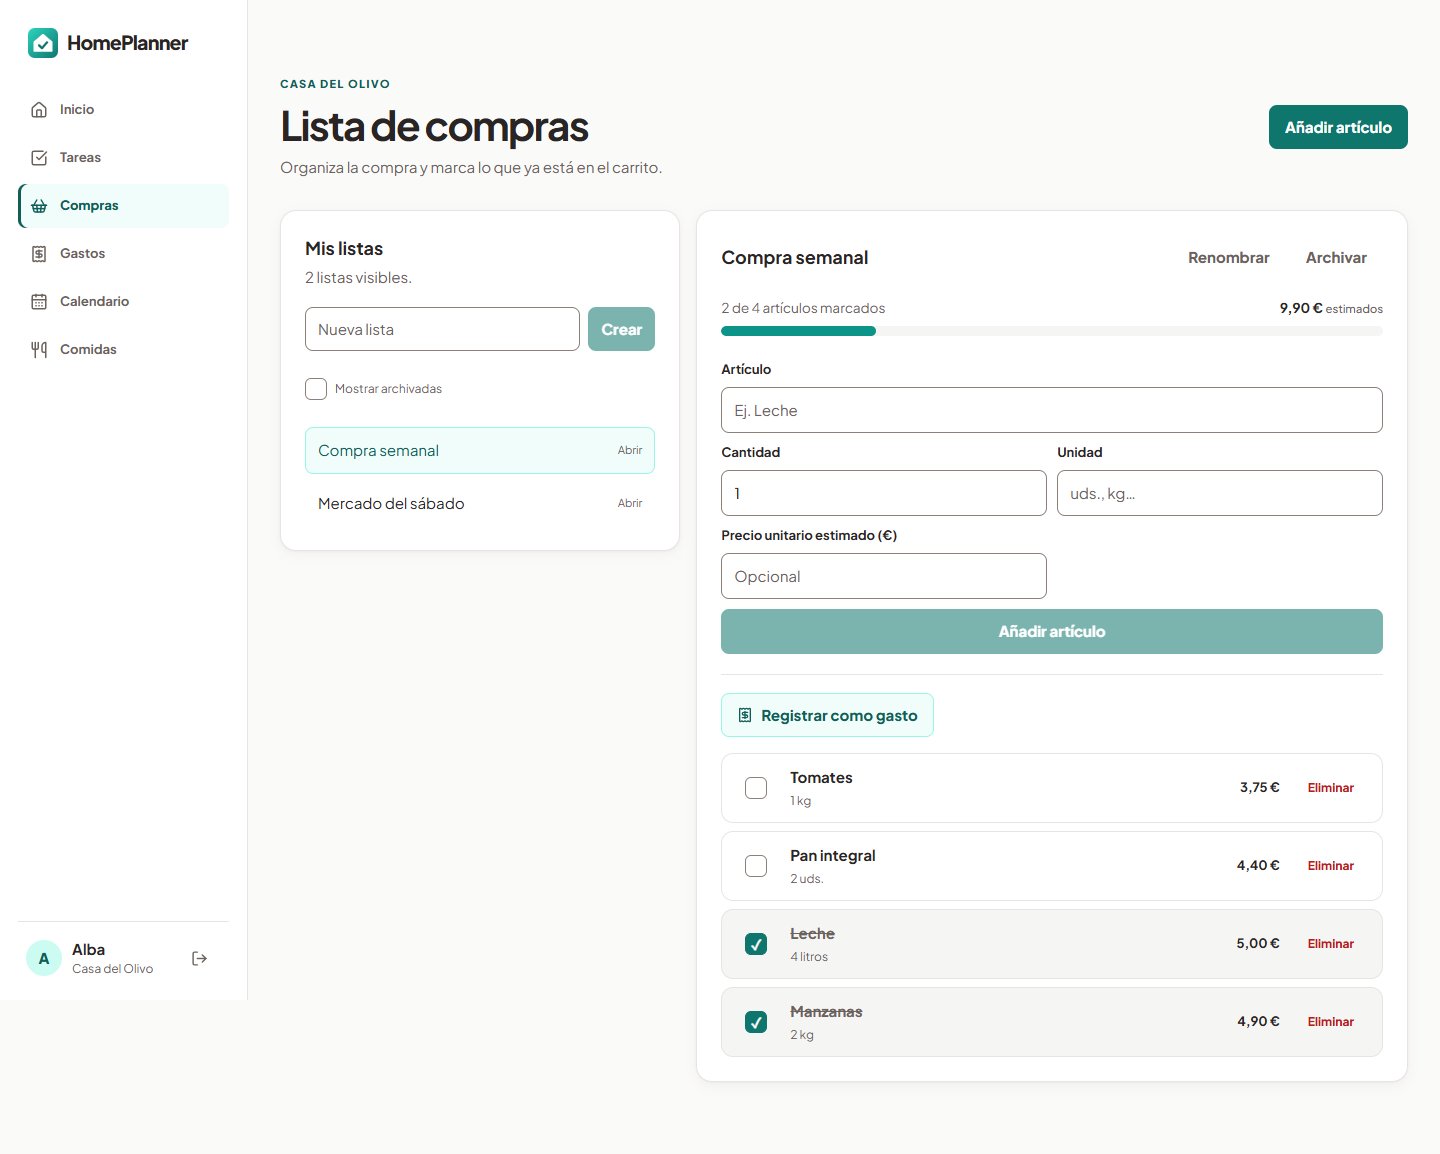 HomePlanner
Inicio
Tareas
Compras
Gastos
Calendario
Comidas
A
Alba
Casa del Olivo
CASA DEL OLIVO
Lista de compras
Organiza la compra y marca lo que ya está en el carrito.
Añadir artículo
Mis listas
2 listas visibles.
Nueva lista
Crear
Mostrar archivadas
Compra semanal Abrir
Mercado del sábado Abrir
Compra semanal Renombrar Archivar
2 de 4 artículos marcados 9,90 € estimados
Artículo
Ej. Leche
Cantidad Unidad
1 uds., kg...
Precio unitario estimado (€)
Opcional
Añadir artículo
Registrar como gasto
Tomates
1 kg
3,75 € Eliminar
Pan integral
2 uds.
4,40 € Eliminar
Leche
4 litros
5,00 € Eliminar
Manzanas
2 kg
4,90 € Eliminar